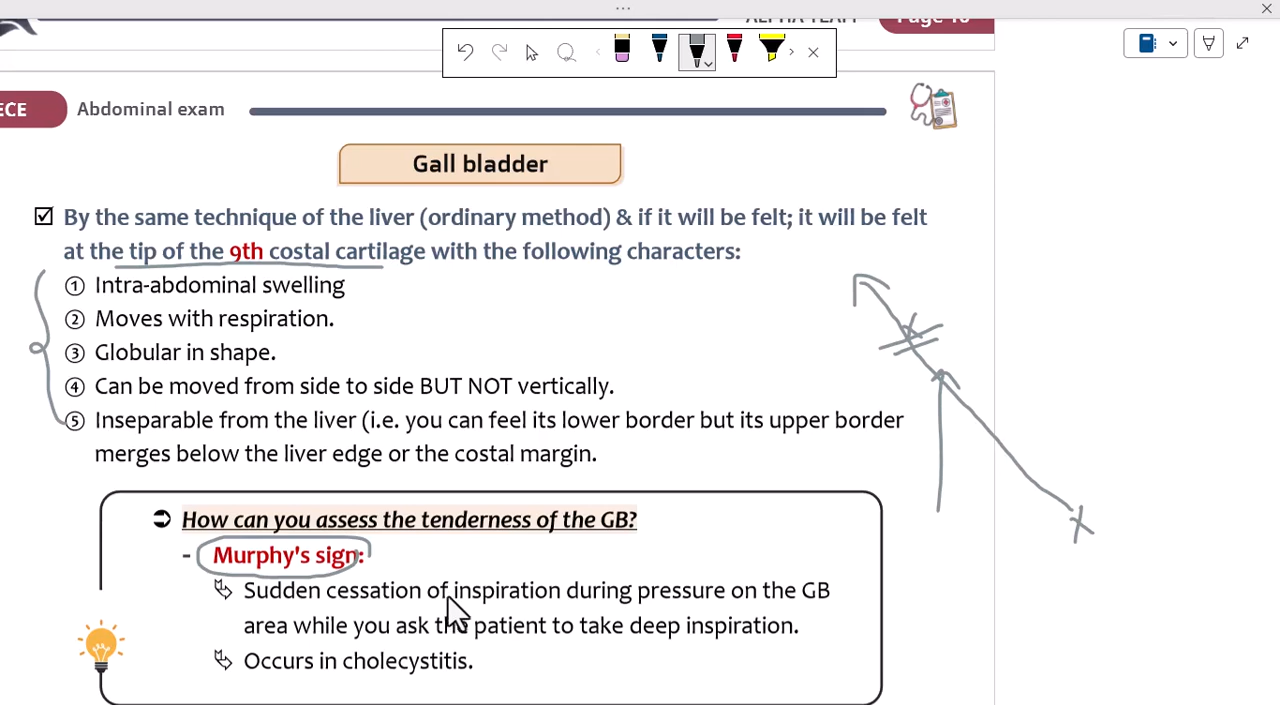 ECE
Abdominal exam
Gall bladder
☑ By the same technique of the liver (ordinary method) & if it will be felt; it will be felt
at the tip of the 9th costal cartilage with the following characters:
① Intra-abdominal swelling
② Moves with respiration.
③ Globular in shape.
④ Can be moved from side to side BUT NOT vertically.
⑤ Inseparable from the liver (i.e. you can feel its lower border but its upper border
merges below the liver edge or the costal margin.
➲ How can you assess the tenderness of the GB?
- Murphy's sign:
Sudden cessation of inspiration during pressure on the GB
area while you ask the patient to take deep inspiration.
Occurs in cholecystitis.